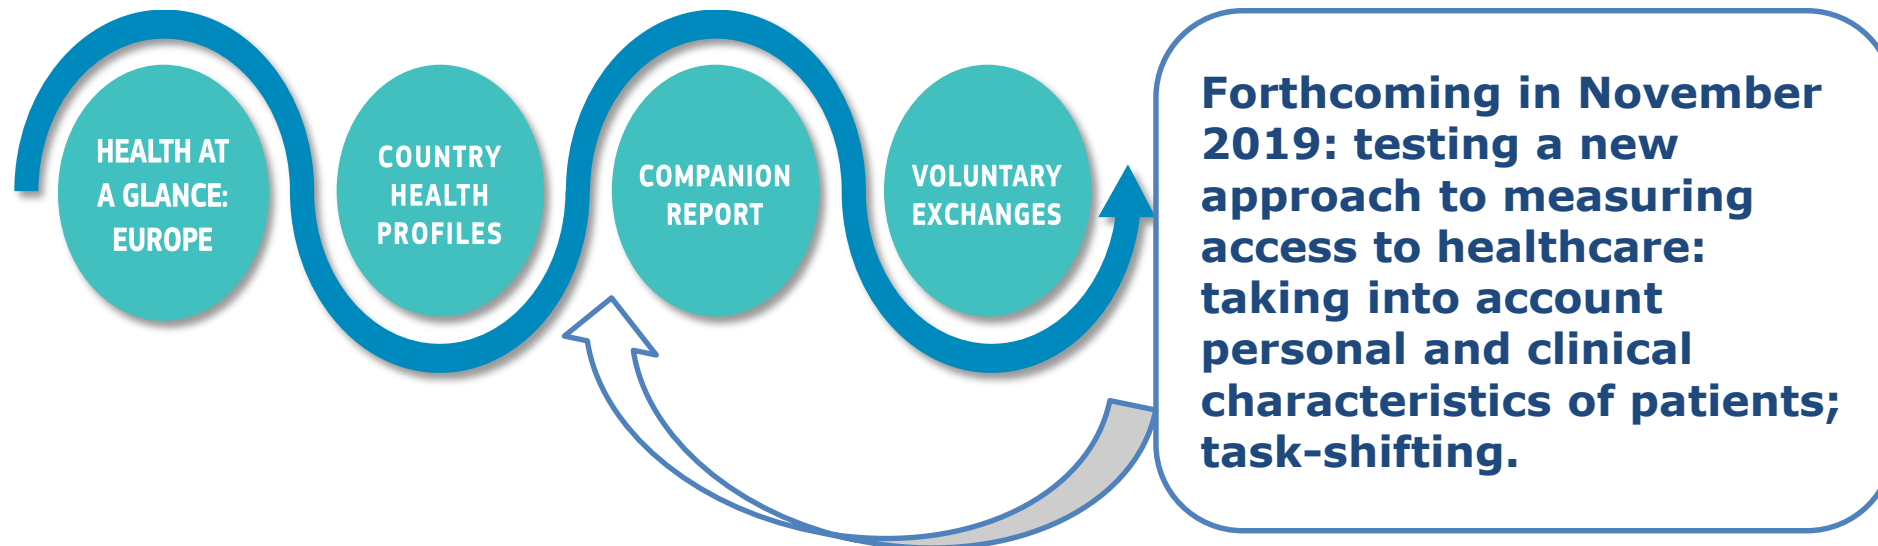 HEALTH AT
A GLANCE:
EUROPE
COUNTRY
HEALTH
PROFILES
COMPANION
REPORT
VOLUNTARY
EXCHANGES
Forthcoming in November
2019: testing a new
approach to measuring
access to healthcare:
taking into account
personal and clinical
characteristics of patients;
task-shifting.